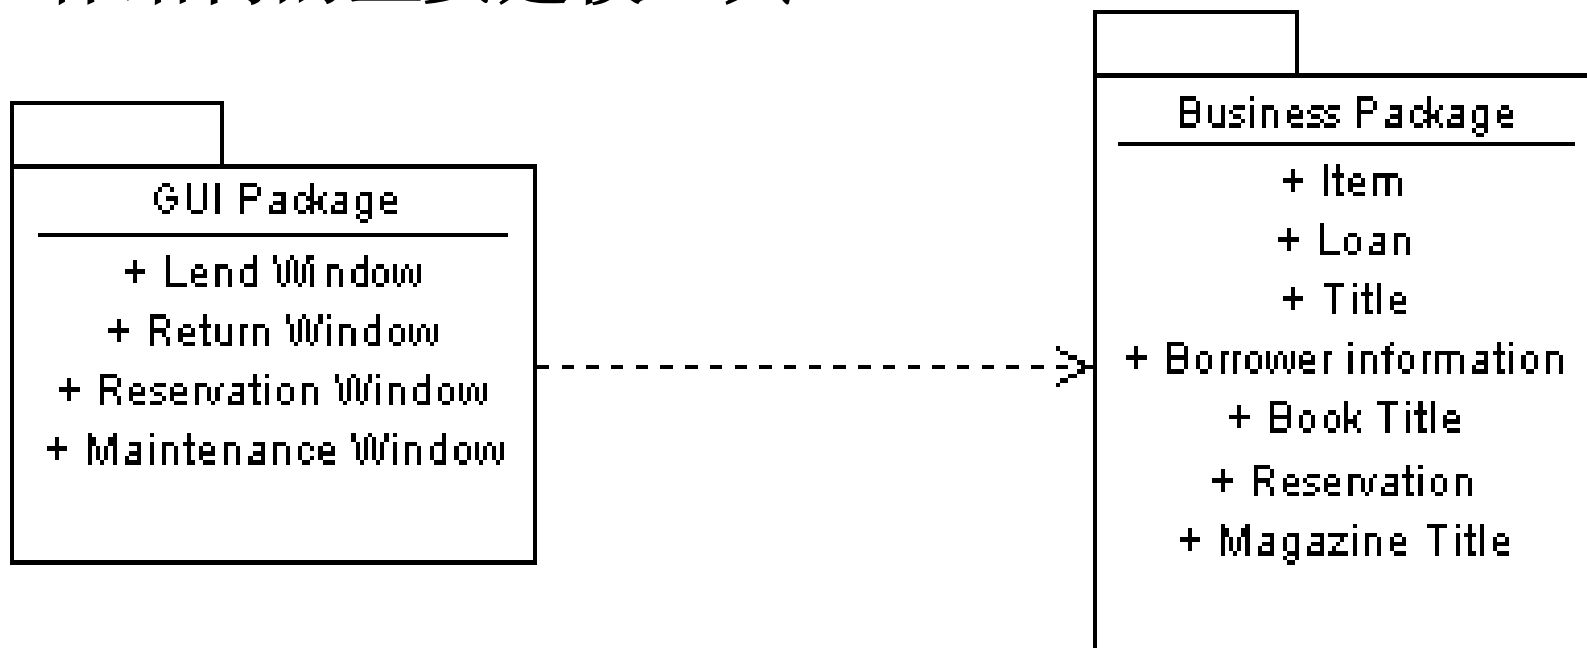 GUI Package
+ Lend Window
+ Return Window
+ Reservation Window
+ Maintenance Window
Business Package
+ Item
+ Loan
+ Title
+ Borrower information
+ Book Title
+ Reservation
+ Magazine Title